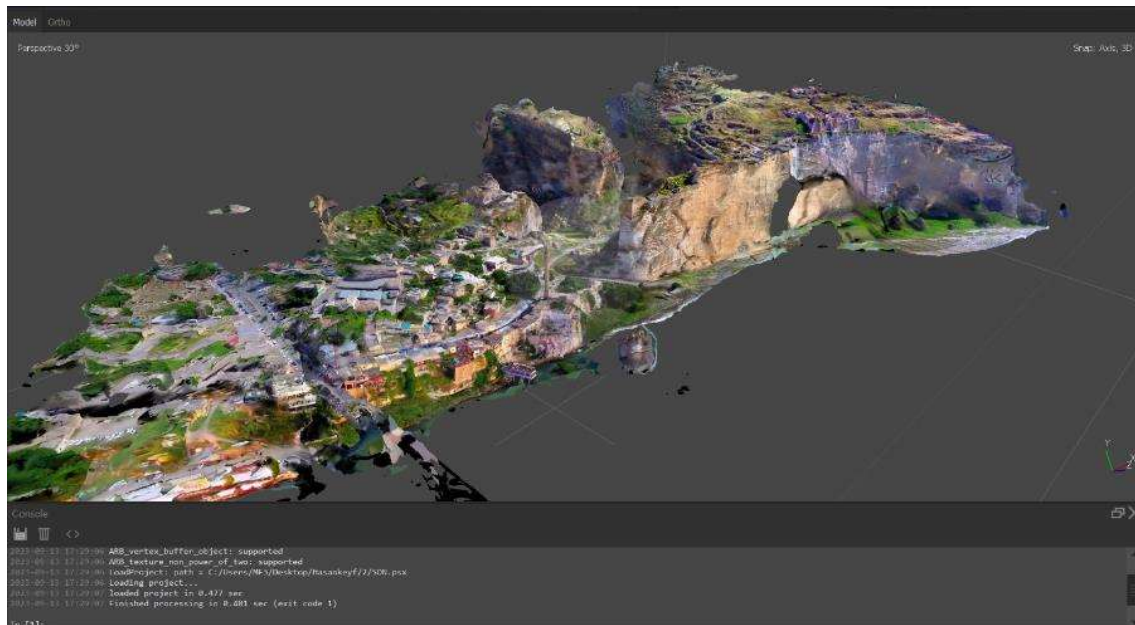 Model Ortho
Perspective 30°
Snap: Axis, 3D
Y
X
Z
Console
2023-09-13 17:29:06 ARB_vertex_buffer_object: supported
2023-09-13 17:29:06 ARB_texture_non_power_of_two: supported
2023-09-13 17:29:06 LoadProject: path = C:/Users/MFS/Desktop/Hasankeyf/2/SON.psx
2023-09-13 17:29:06 Loading project...
2023-09-13 17:29:07 loaded project in 0.477 sec
2023-09-13 17:29:07 Finished processing in 0.481 sec (exit code 1)